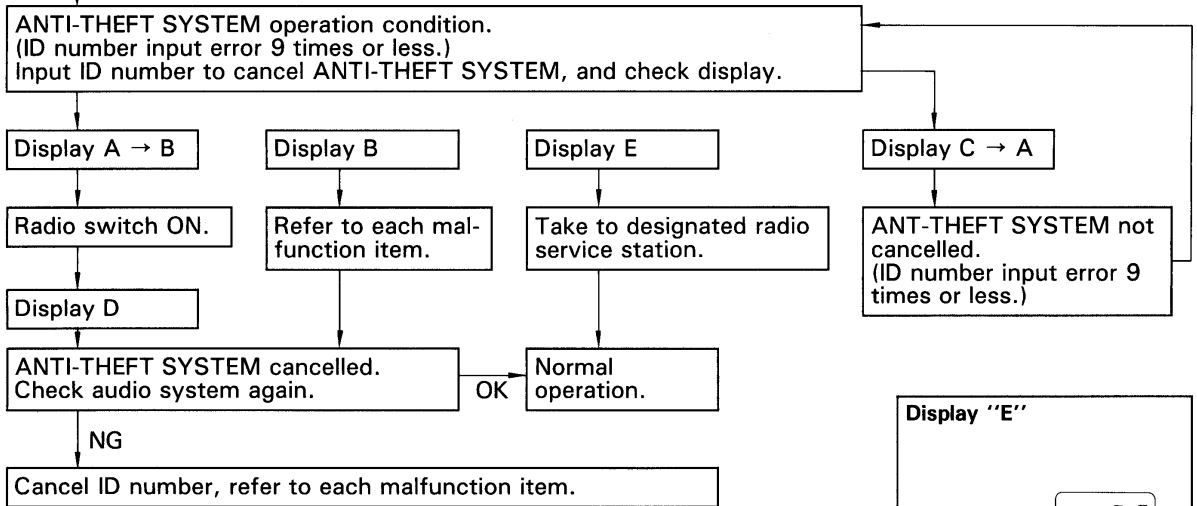 ANTI-THEFT SYSTEM operation condition.
(ID number input error 9 times or less.)
Input ID number to cancel ANTI-THEFT SYSTEM, and check display.
Display A → B
Display B
Display E
Display C → A
Radio switch ON.
Refer to each mal-
function item.
Take to designated radio
service station.
ANT-THEFT SYSTEM not
cancelled.
(ID number input error 9
times or less.)
Display D
ANTI-THEFT SYSTEM cancelled.
Check audio system again.
OK
Normal
operation.
NG
Cancel ID number, refer to each malfunction item.
Display "E"